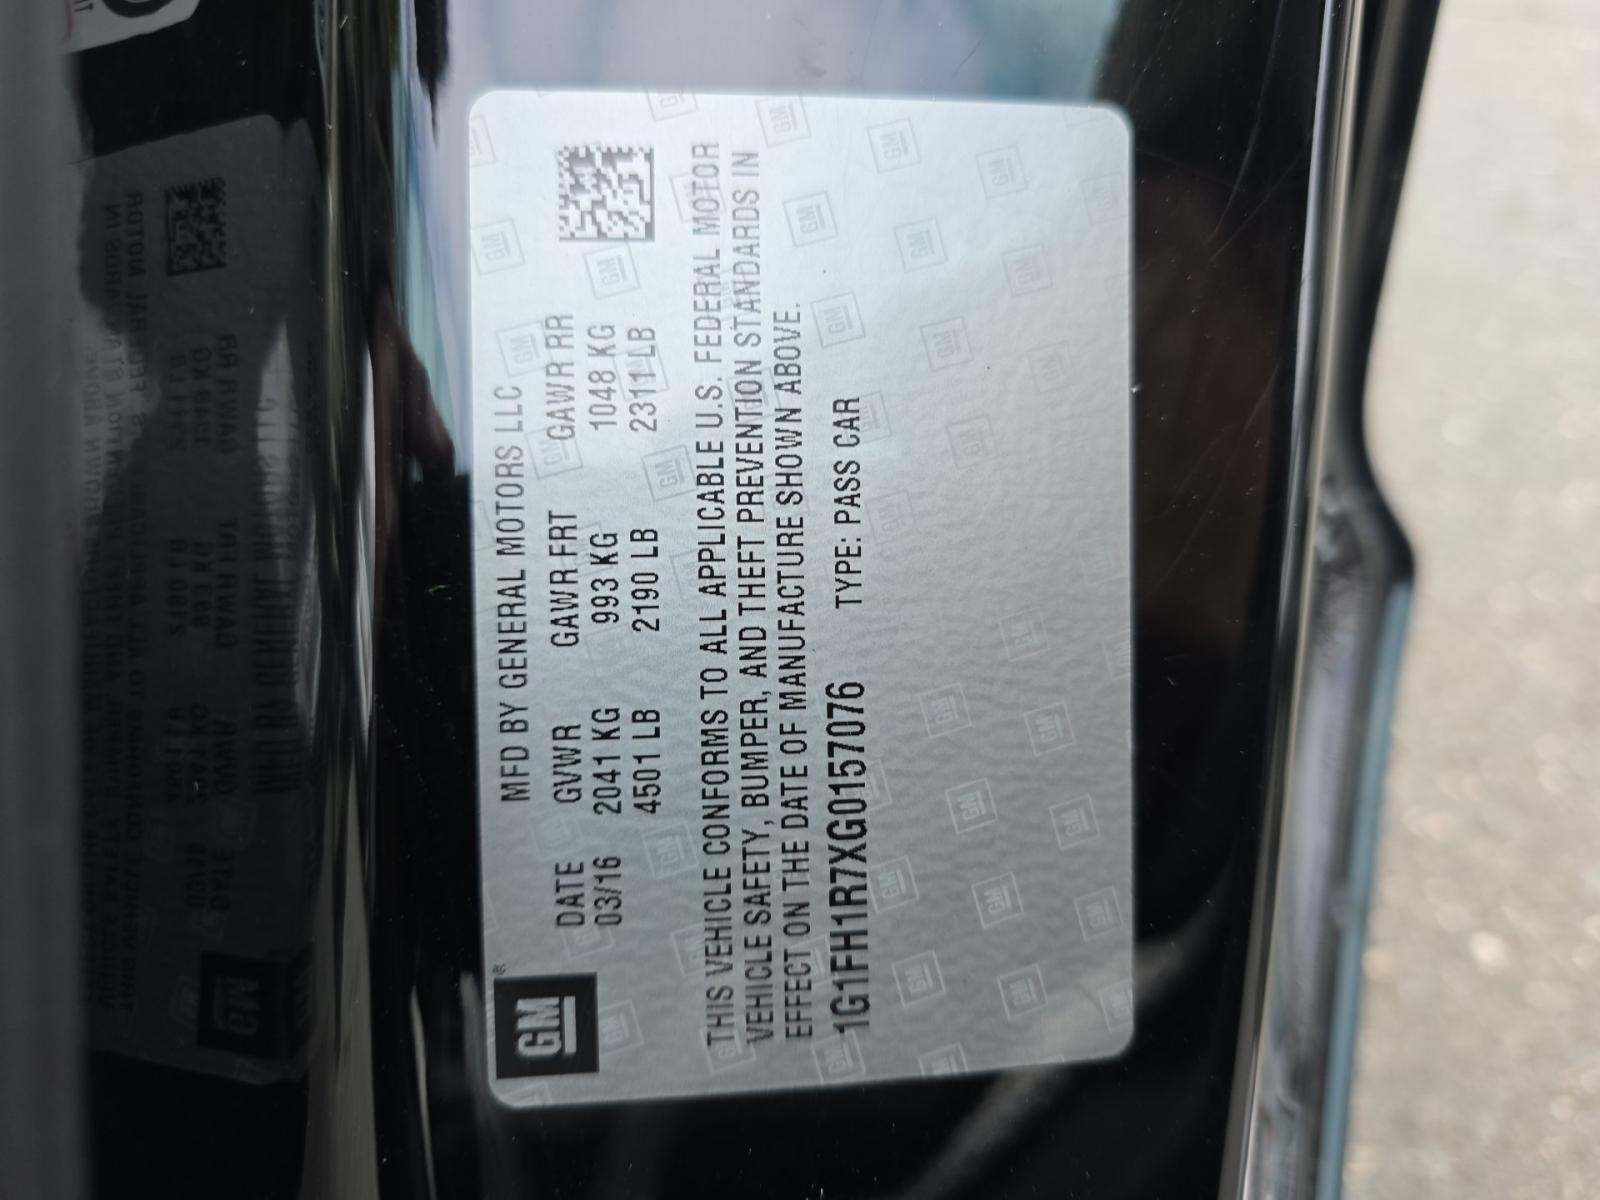 GM
MFD BY GENERAL MOTORS LLC
DATE GVWR GAWR FRT GAWR RR
03/16 2041 KG 993 KG 1048 KG
4501 LB 2190 LB 2311 LB
THIS VEHICLE CONFORMS TO ALL APPLICABLE U.S. FEDERAL MOTOR
VEHICLE SAFETY, BUMPER, AND THEFT PREVENTION STANDARDS IN
EFFECT ON THE DATE OF MANUFACTURE SHOWN ABOVE.
1G1FH1R7XG0157076 TYPE: PASS CAR